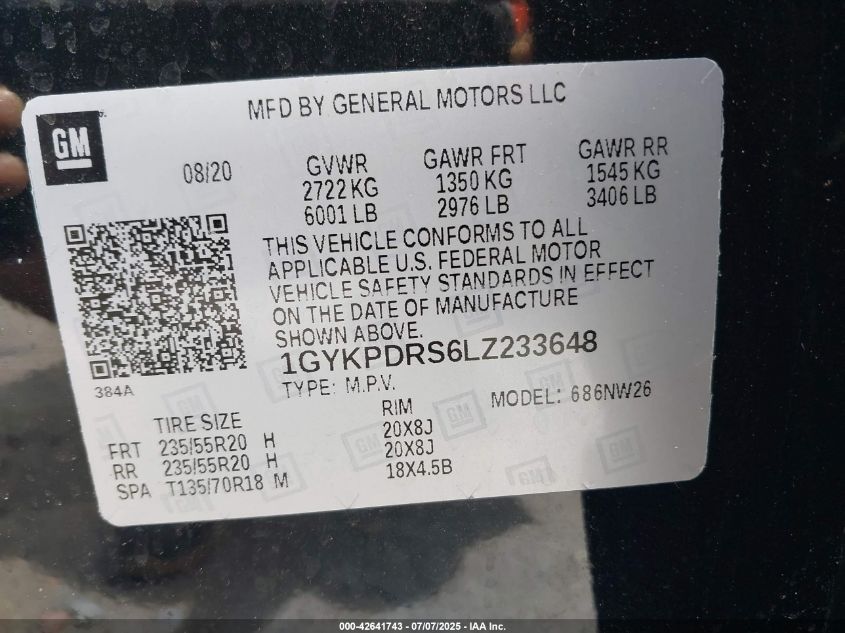 MFD BY GENERAL MOTORS LLC
GM
08/20
GVWR GAWR FRT GAWR RR
2722 KG 1350 KG 1545 KG
6001 LB 2976 LB 3406 LB
THIS VEHICLE CONFORMS TO ALL
APPLICABLE U.S. FEDERAL MOTOR
VEHICLE SAFETY STANDARDS IN EFFECT
ON THE DATE OF MANUFACTURE
SHOWN ABOVE.
1GYKPDRS6LZ233648
384A
TYPE: M.P.V. MODEL: 686NW26
TIRE SIZE RIM
FRT 235/55R20 H 20X8J
RR 235/55R20 H 20X8J
SPA T135/70R18 M 18X4.5B
000-42641743 - 07/07/2025 - IAA Inc.